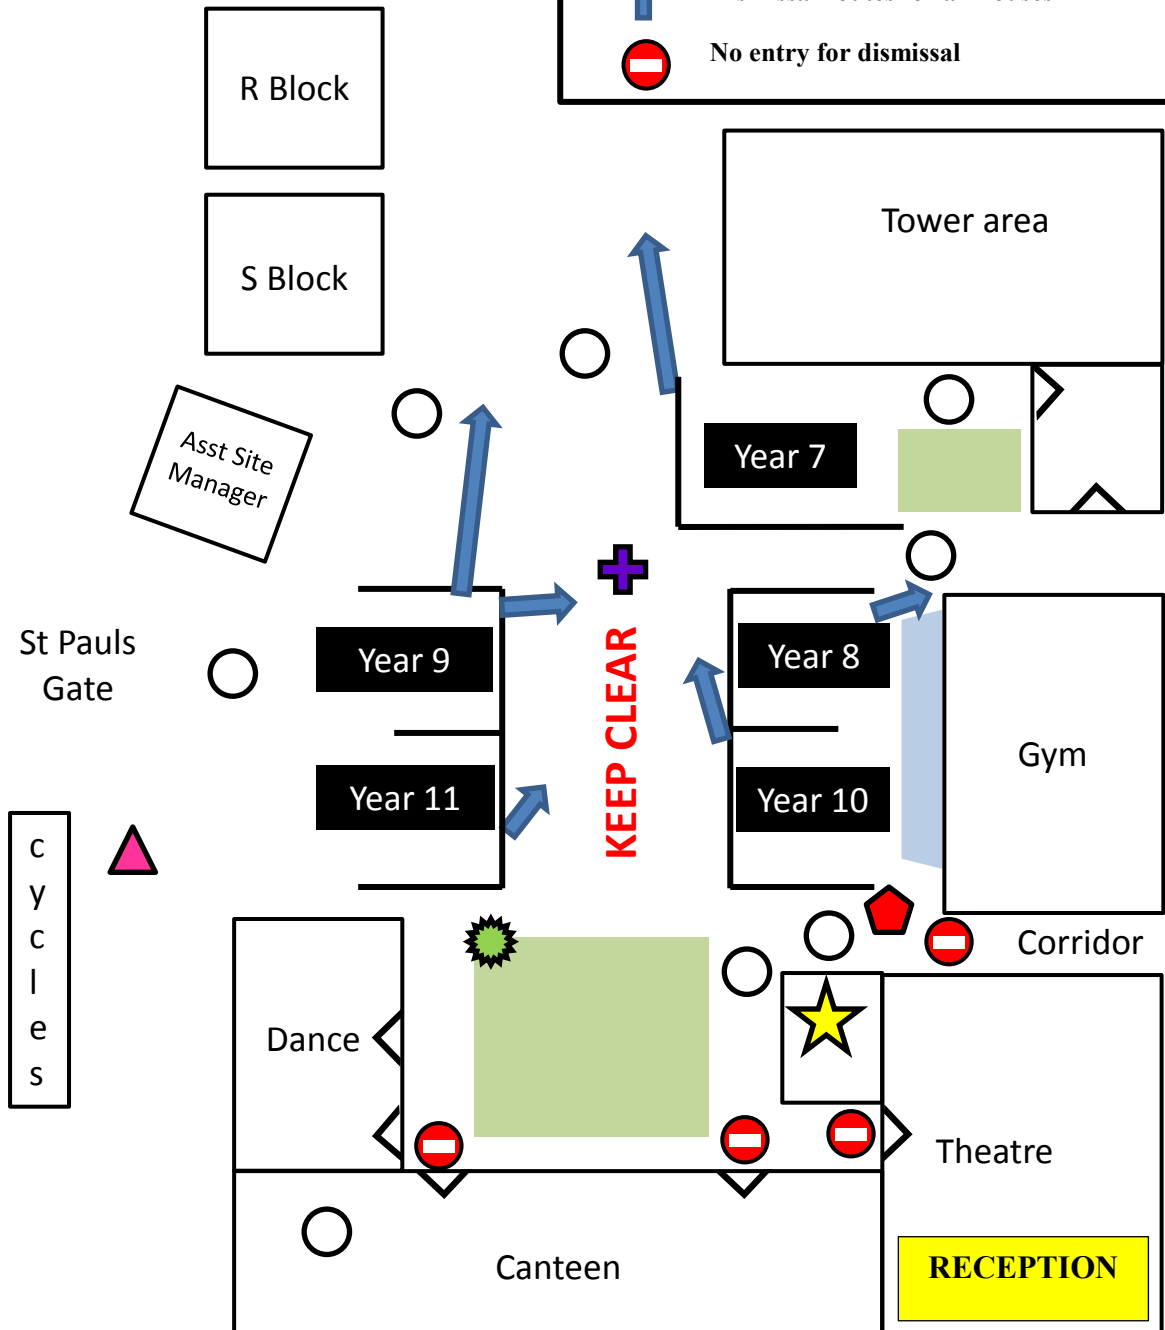 No entry for dismissal
R Block
Tower area
S Block
Asst Site
Manager
Year 7
St Pauls
Gate
Year 9
Year 8
KEEP CLEAR
Gym
Year 11
Year 10
c
y
c
l
e
s
Corridor
Dance
Theatre
Canteen
RECEPTION